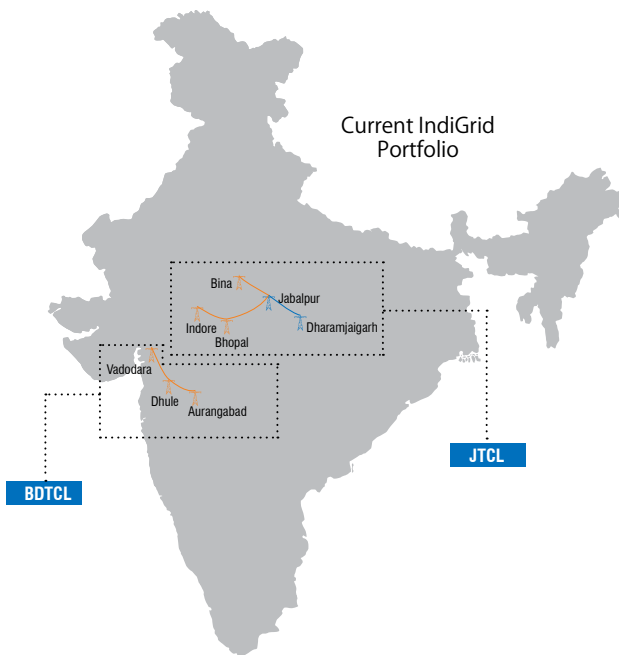 Current IndiGrid
Portfolio
Bina
Jabalpur
Indore
Bhopal
Dharamjaigarh
Vadodara
Dhule
Aurangabad
JTCL
BDTCL